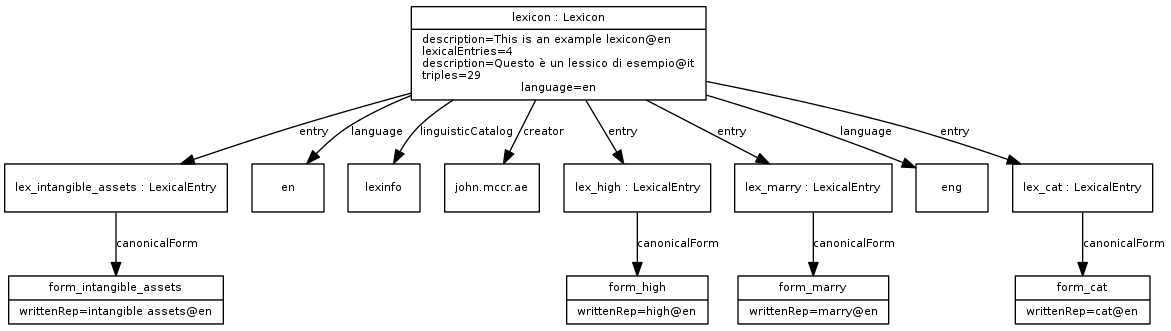 lexicon : Lexicon
description=This is an example lexicon@en
lexicalEntries=4
description=Questo è un lessico di esempio@it
triples=29
language=en
entry
language
linguisticCatalog
creator
entry
entry
language
entry
lex_intangible_assets : LexicalEntry
en
lexinfo
john.mccr.ae
lex_high : LexicalEntry
lex_marry : LexicalEntry
eng
lex_cat : LexicalEntry
canonicalForm
canonicalForm
canonicalForm
canonicalForm
form_intangible_assets
writtenRep=intangible assets@en
form_high
writtenRep=high@en
form_marry
writtenRep=marry@en
form_cat
writtenRep=cat@en